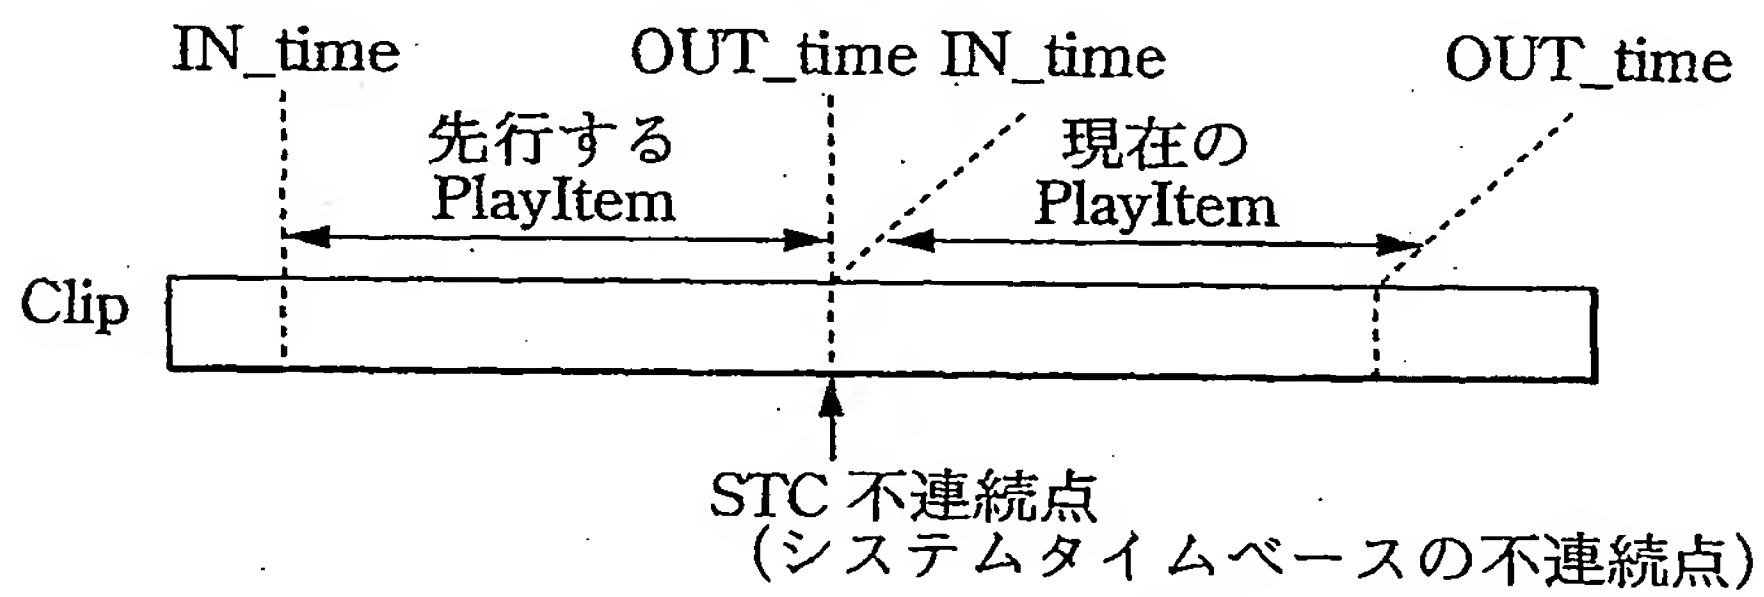 IN_time
OUT_time IN_time
OUT_time
先行する
PlayItem
現在の
PlayItem
Clip
STC 不連続点
(システムタイムベースの不連続点)